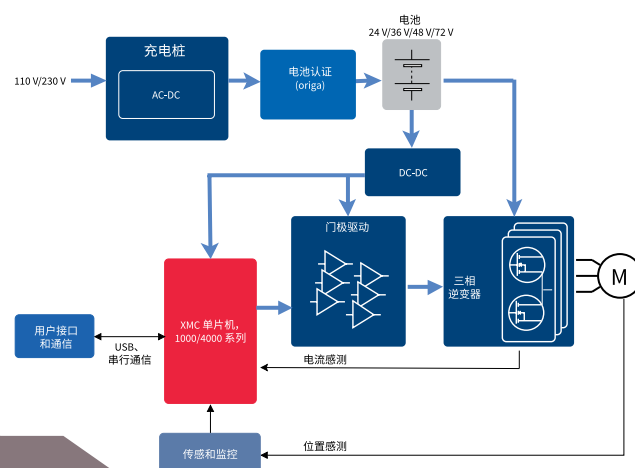 电池
24 V/36 V/48 V/72 V
充电桩
110 V/230 V
AC-DC
电池认证
(origa)
DC-DC
门极驱动
三相
逆变器
M
XMC 单片机，
1000/4000 系列
用户接口
和通信
USB、
串行通信
电流感测
位置感测
传感和监控